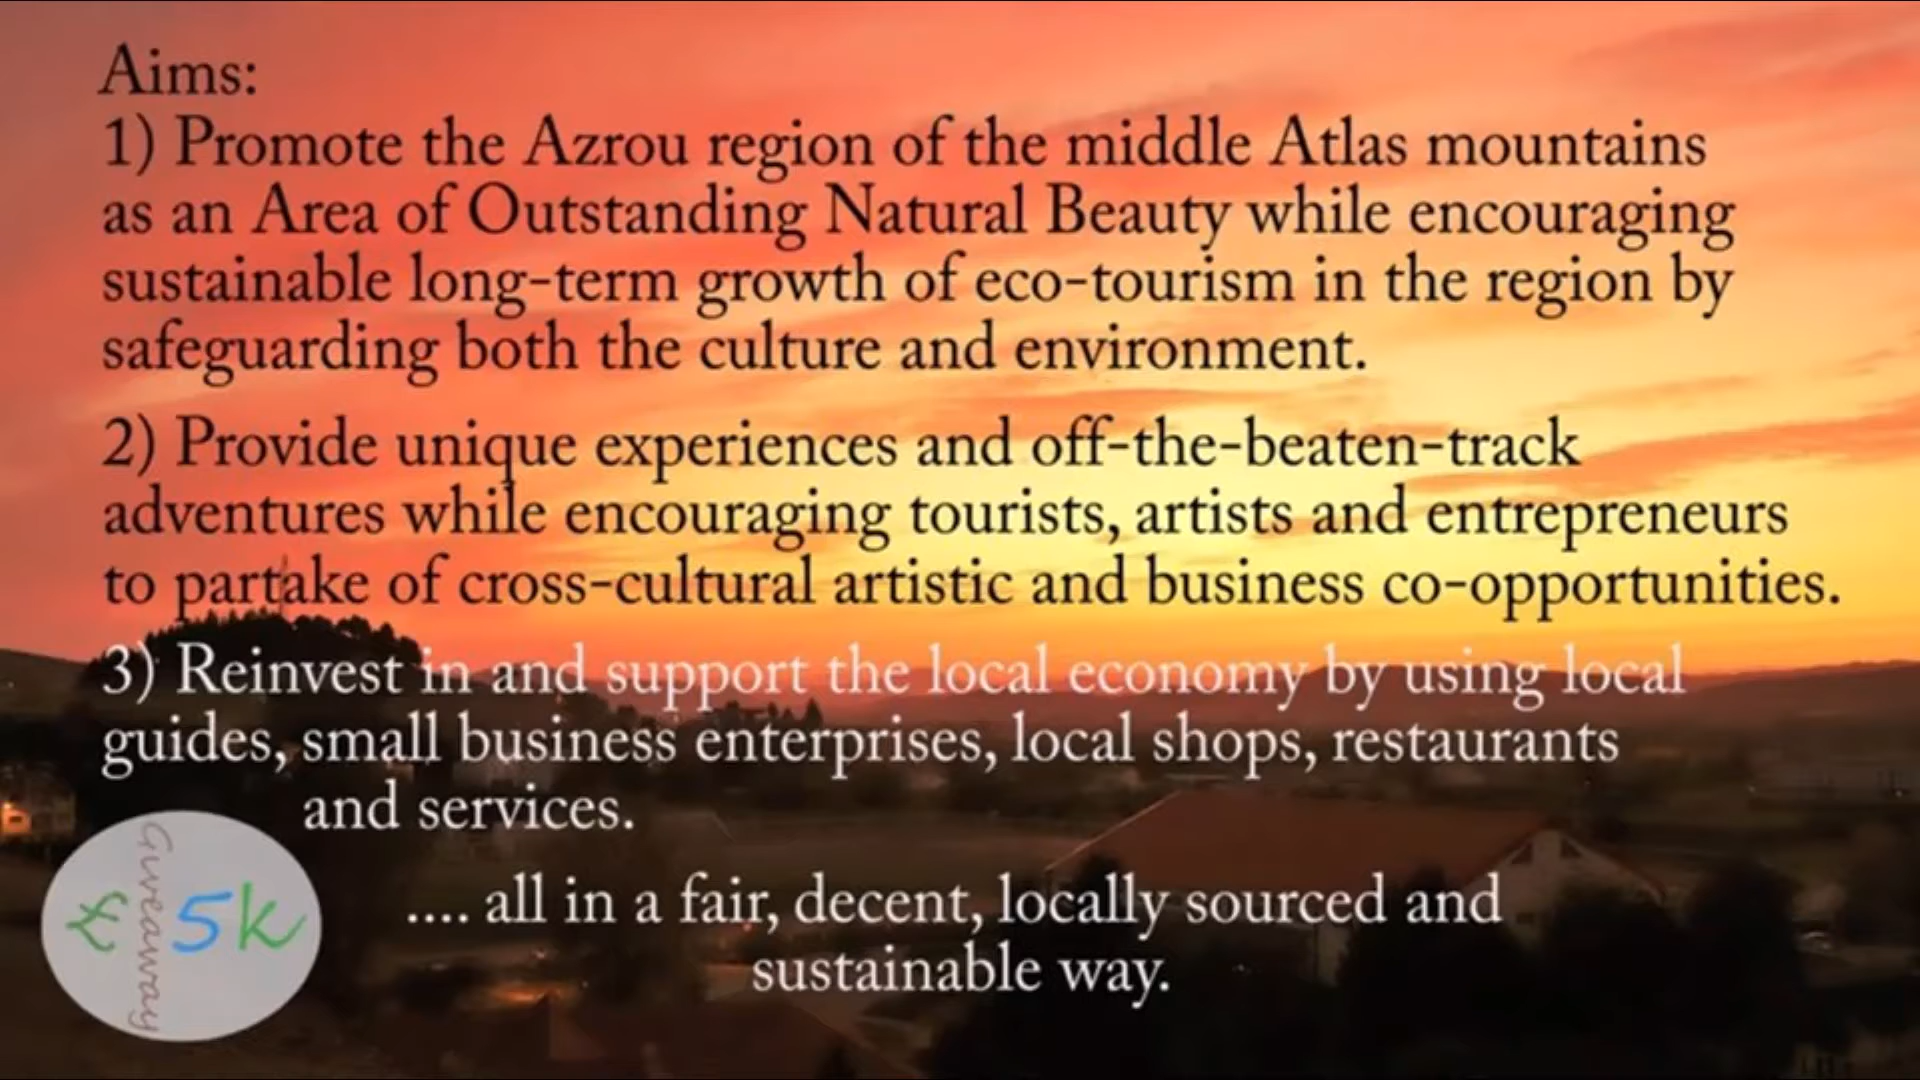 Aims:
1) Promote the Azrou region of the middle Atlas mountains
as an Area of Outstanding Natural Beauty while encouraging
sustainable long-term growth of eco-tourism in the region by
safeguarding both the culture and environment.
2) Provide unique experiences and off-the-beaten-track
adventures while encouraging tourists, artists and entrepreneurs
to partake of cross-cultural artistic and business co-opportunities.
3) Reinvest in and support the local economy by using local
guides, small business enterprises, local shops, restaurants
and services.
.... all in a fair, decent, locally sourced and
sustainable way.
£5k
Giveaway